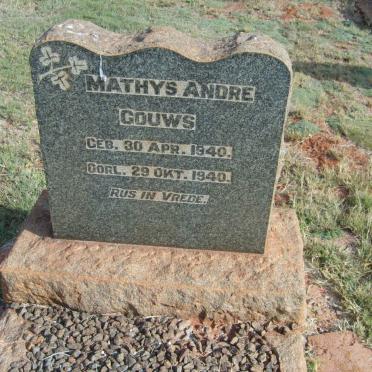 MATHYS ANDRE
GOUWS
GEB. 30 APR. 1940.
OORL. 29 OKT. 1940.
RUS IN VREDE.